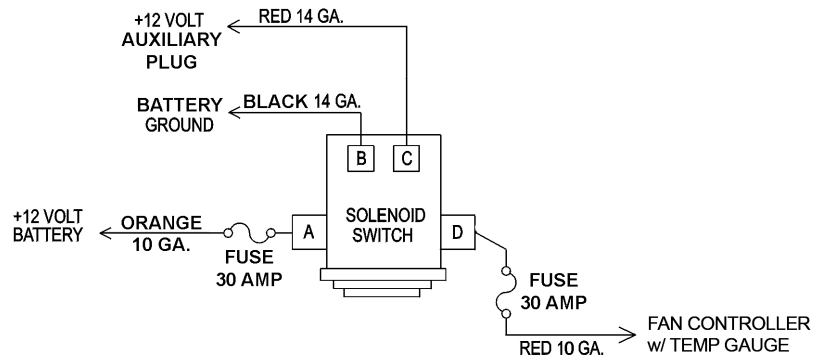 +12 VOLT
AUXILIARY
PLUG
RED 14 GA.
BATTERY
GROUND
BLACK 14 GA.
B
C
SOLENOID
SWITCH
+12 VOLT
BATTERY
ORANGE
10 GA.
FUSE
30 AMP
A
D
FUSE
30 AMP
RED 10 GA.
FAN CONTROLLER
w/ TEMP GAUGE